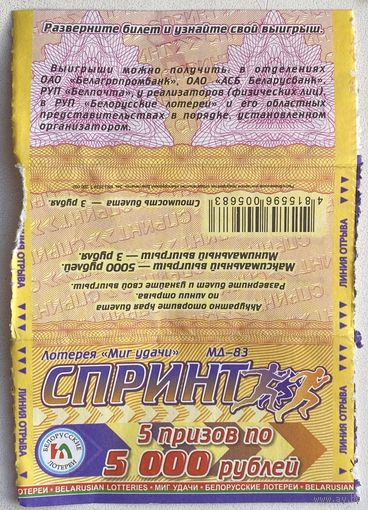 Разверните билет и узнайте свой выигрыш.
Выигрыши можно получить: в отделениях
ОАО «Белагропромбанк», ОАО «АСБ Беларусбанк»,
РУП «Белпочта»; у реализаторов (физических лиц),
в РУП «Белорусские лотереи» и его областных
представительствах в порядке, установленном
организатором.
Стоимость билета — 3 рубля.
4 815596 005683
Аккуратно оторвите края билета
по линии отрыва.
Разверните билет и узнайте свой выигрыш.
Максимальный выигрыш — 5000 рублей.
Минимальный выигрыш — 3 рубля.
ЛИНИЯ ОТРЫВА
ЛИНИЯ ОТРЫВА
ЛИНИЯ ОТРЫВА
Лотерея «Миг удачи» МД-83
СПРИНТ
5 призов по
5 000 рублей
БЕЛОРУССКИЕ
ЛОТЕРЕИ
ОТЕРЕИ • BELARUSIAN LOTTERIES • МИГ УДАЧИ • БЕЛОРУССКИЕ ЛОТЕРЕИ • BELARUSIAN
ay.by